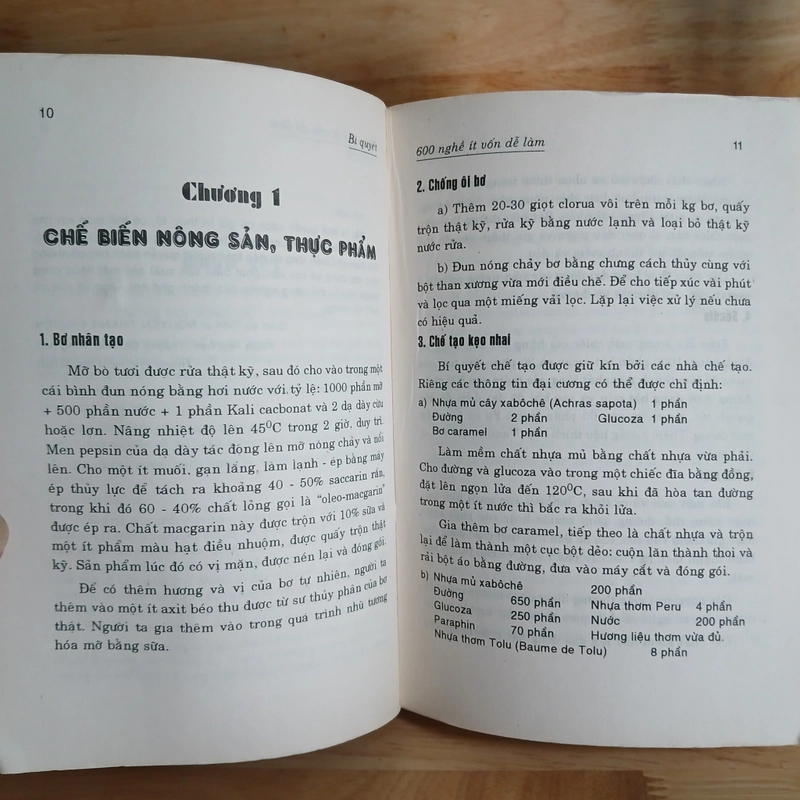 10
Bí quyết
Chương 1
CHẾ BIẾN NÔNG SẢN, THỰC PHẨM
1. Bơ nhân tạo
Mỡ bò tươi được rửa thật kỹ, sau đó cho vào trong một
cái bình đun nóng bằng hơi nước với.tỷ lệ: 1000 phần mỡ
+ 500 phần nước + 1 phần Kali cacbonat và 2 dạ dày cừu
hoặc lơn. Nâng nhiệt độ lên 45⁰C trong 2 giờ. duy trì.
Men pepsin của dạ dày tác động lên mỡ nóng chảy và nổi
lên. Cho một ít muối, gạn lắng, làm lạnh - ép bằng máy
ép thủy lực để tách ra khoảng 40 - 50% saccarin rắn,
trong khi đó 60 - 40% chất lỏng gọi là “oleo-macgarin”
được ép ra. Chất macgarin này được trộn với 10% sữa và
một ít phẩm màu hạt điều nhuộm, được quấy trộn thật
kỹ. Sản phẩm lúc đó có vị mặn, được nén lại và đóng gói.
Để có thêm hương và vị của bơ tự nhiên, người ta
thêm vào một ít axit béo thu được từ sự thủy phân của bơ
thật. Người ta gia thêm vào trong quá trình nhũ tương
hóa mỡ bằng sữa.
600 nghề ít vốn dễ làm
11
2. Chống ôi bơ
a) Thêm 20-30 giọt clorua vôi trên mỗi kg bơ, quấy
trộn thật kỹ, rửa kỹ bằng nước lạnh và loại bỏ thật kỹ
nước rửa.
b) Đun nóng chảy bơ bằng chưng cách thủy cùng với
bột than xương vừa mới điều chế. Để cho tiếp xúc vài phút
và lọc qua một miếng vải lọc. Lặp lại việc xử lý nếu chưa
có hiệu quả.
3. Chế tạo kẹo nhai
Bí quyết chế tạo được giữ kín bởi các nhà chế tạo.
Riêng các thông tin đại cương có thể được chỉ định:
a) Nhựa mủ cây xabôchê (Achras sapota) 1 phần
Đường 2 phần Glucoza 1 phần
Bơ caramel 1 phần
Làm mềm chất nhựa mủ bằng chất nhựa vừa phải.
Cho đường và glucoza vào trong một chiếc đĩa bằng đồng,
đặt lên ngọn lửa đến 120⁰C, sau khi đã hòa tan đường
trong một ít nước thì bắc ra khỏi lửa.
Gia thêm bơ caramel, tiếp theo là chất nhựa và trộn
lại để làm thành một cục bột dẻo: cuộn lăn thành thoi và
rải bột áo bằng đường, đưa vào máy cắt và đóng gói.
b) Nhựa mủ xabôchê 200 phần
Đường 650 phần Nhựa thơm Peru 4 phần
Glucoza 250 phần Nước 200 phần
Paraphin 70 phần Hương liệu thơm vừa đủ.
Nhựa thơm Tolu (Baume de Tolu) 8 phần